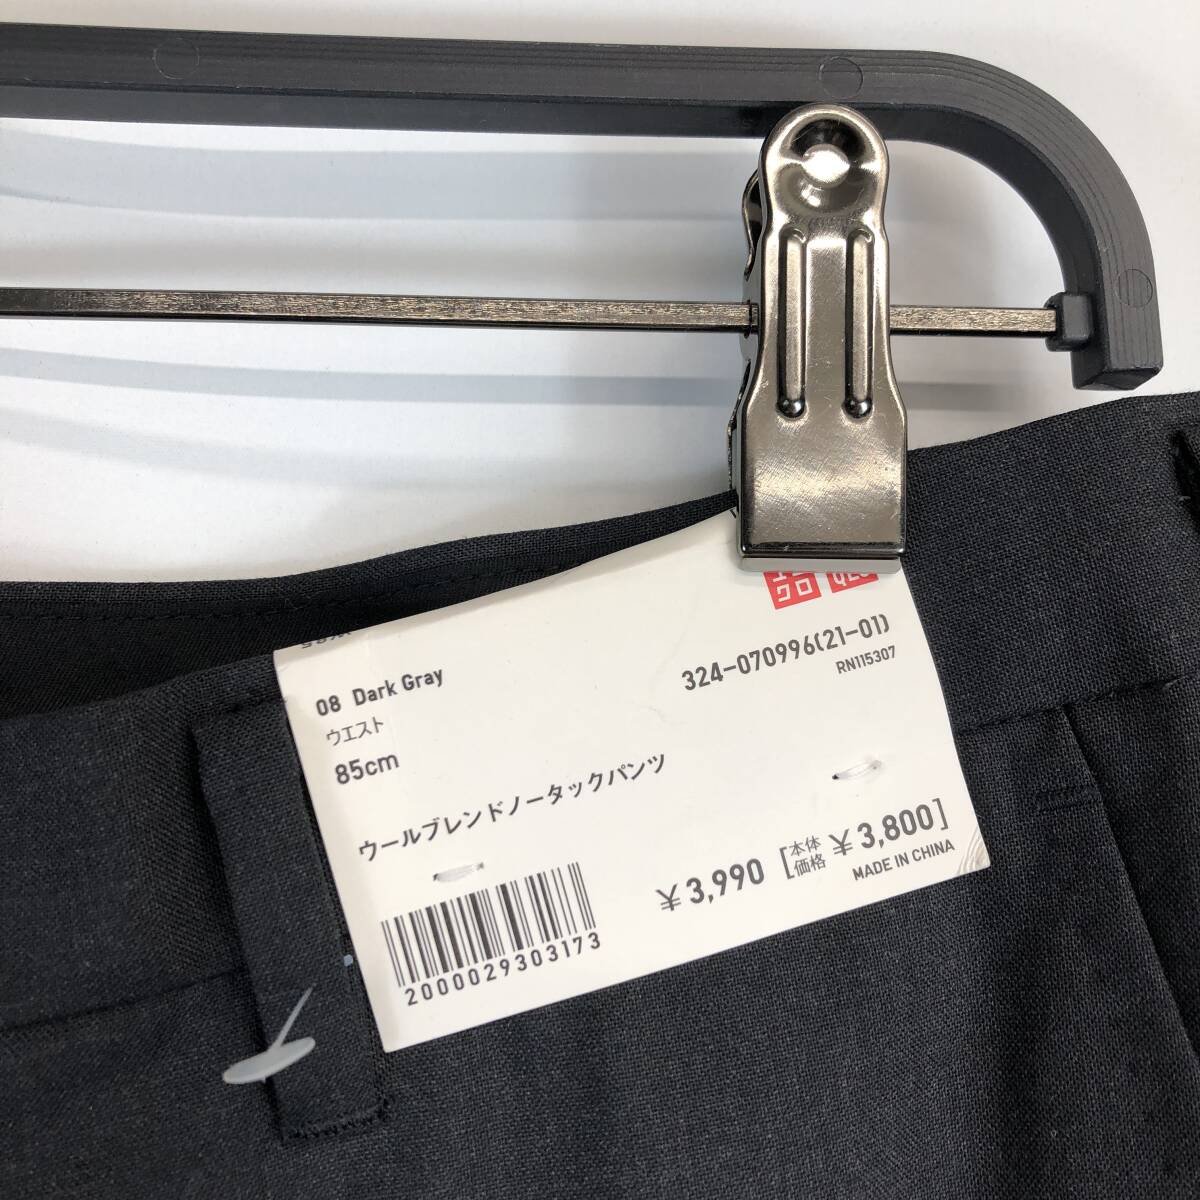 クロ
324-070996(21-01)
RN115307
08 Dark Gray
ウエスト
85cm
ウールブレンドノータックパンツ
¥3,990 [本体価格 ¥3,800]
MADE IN CHINA
2000029303173